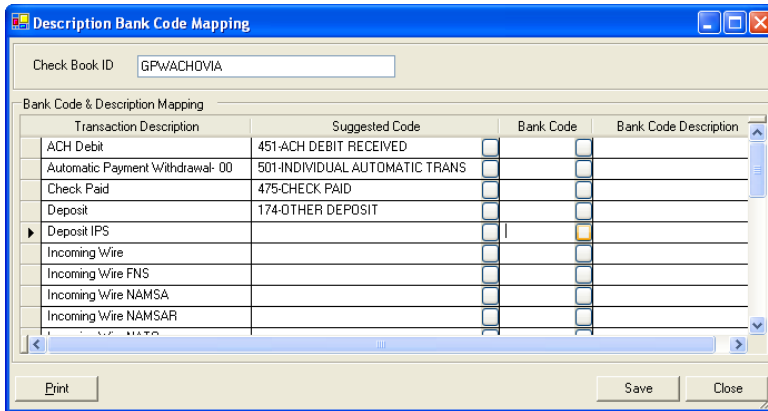 Description Bank Code Mapping
Check Book ID GPWACHOVIA
Bank Code & Description Mapping
Transaction Description Suggested Code Bank Code Bank Code Description
ACH Debit 451-ACH DEBIT RECEIVED
Automatic Payment Withdrawal- 00 501-INDIVIDUAL AUTOMATIC TRANS
Check Paid 475-CHECK PAID
Deposit 174-OTHER DEPOSIT
Deposit IPS
Incoming Wire
Incoming Wire FNS
Incoming Wire NAMSA
Incoming Wire NAMSAR
Print Save Close